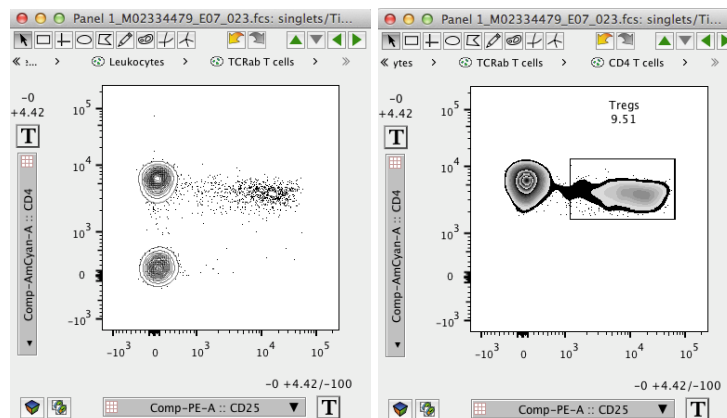 Panel 1_M02334479_E07_023.fcs: singlets/Ti...
« ‹... > Leukocytes > TCRab T cells > »
-0
+4.42
T
Comp-AmCyan-A :: CD4
10⁵
10⁴
10³
0
-10³
-10³ 0 10³ 10⁴ 10⁵
-0 +4.42/-100
Comp-PE-A :: CD25 ▼ T
Panel 1_M02334479_E07_023.fcs: singlets/Ti...
« ytes > TCRab T cells > CD4 T cells > »
-0
+4.42
T
Comp-AmCyan-A :: CD4
Tregs
9.51
10⁵
10⁴
10³
0
-10³
-10³ 0 10³ 10⁴ 10⁵
-0 +4.42/-100
Comp-PE-A :: CD25 ▼ T